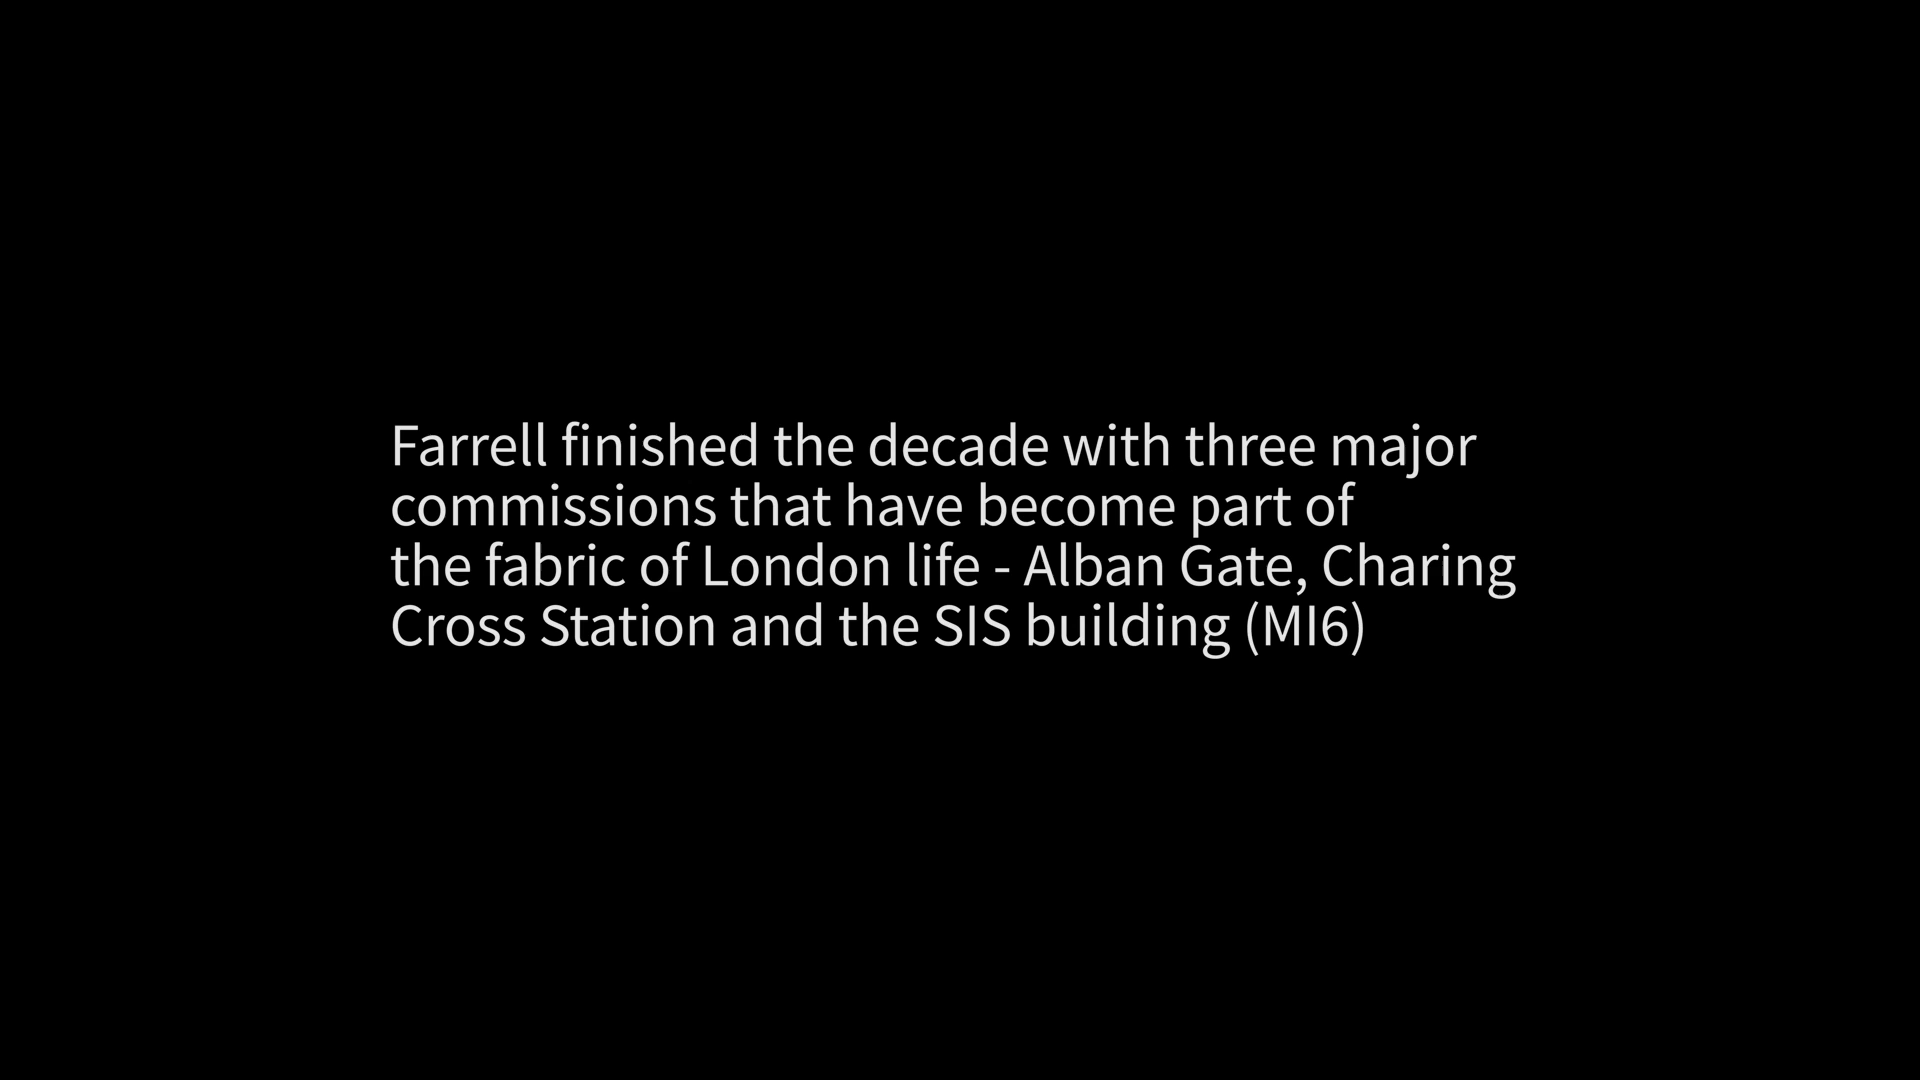 Farrell finished the decade with three major
commissions that have become part of
the fabric of London life - Alban Gate, Charing
Cross Station and the SIS building (MI6)